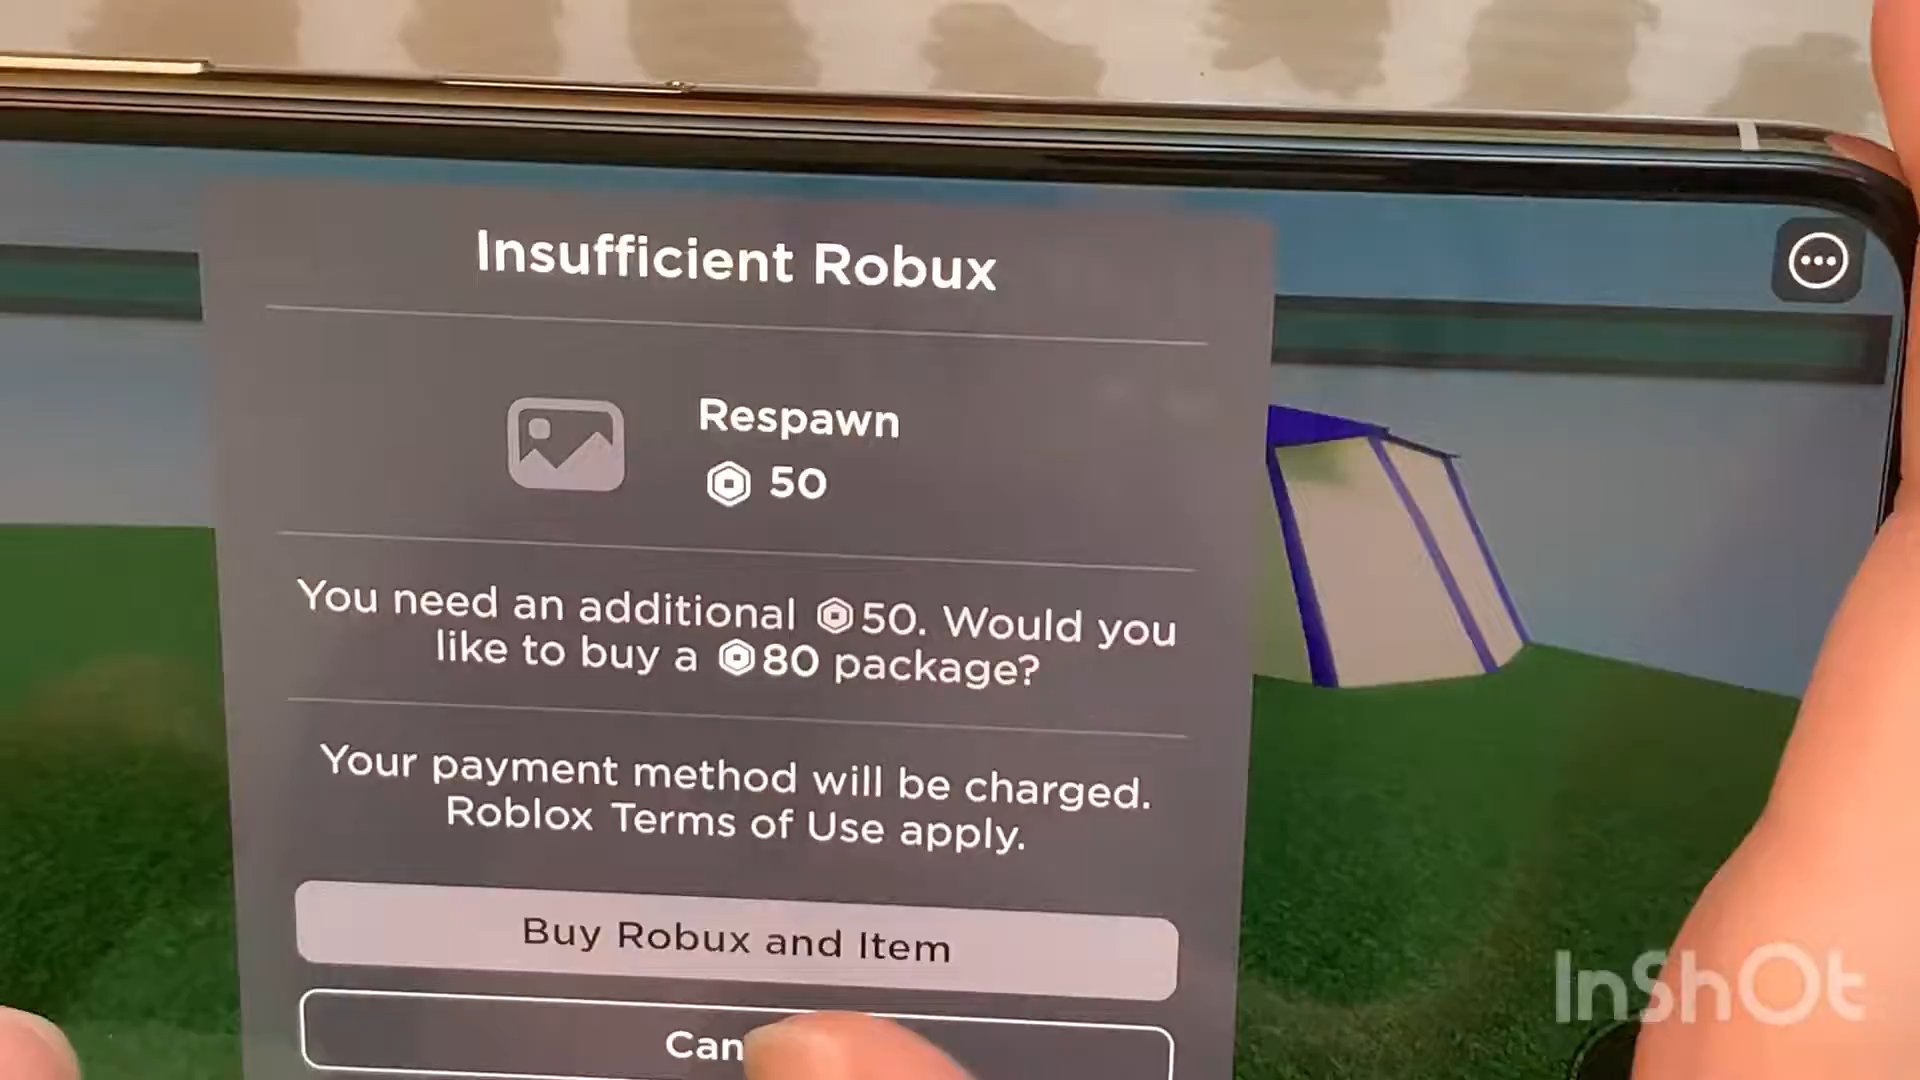 Insufficient Robux
Respawn
50
You need an additional 50. Would you
like to buy a 80 package?
Your payment method will be charged.
Roblox Terms of Use apply.
Buy Robux and Item
Can
InShOt